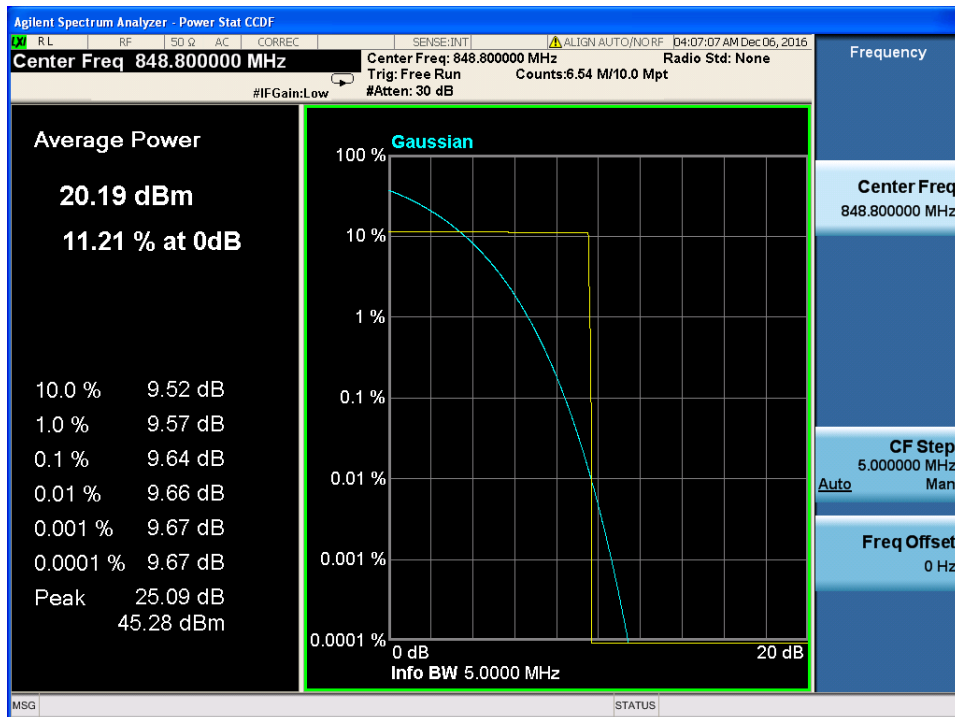 Agilent Spectrum Analyzer - Power Stat CCDF
LXI RL RF 50 Ω AC CORREC SENSE:INT ALIGN AUTO/NO RF 04:07:07 AM Dec 06, 2016
Center Freq 848.800000 MHz
Center Freq: 848.800000 MHz Radio Std: None
Trig: Free Run Counts:6.54 M/10.0 Mpt
#IFGain:Low #Atten: 30 dB
Frequency
Average Power
20.19 dBm
11.21 % at 0dB
10.0 % 9.52 dB
1.0 % 9.57 dB
0.1 % 9.64 dB
0.01 % 9.66 dB
0.001 % 9.67 dB
0.0001 % 9.67 dB
Peak 25.09 dB
45.28 dBm
Gaussian
100 %
10 %
1 %
0.1 %
0.01 %
0.001 %
0.0001 %
0 dB 20 dB
Info BW 5.0000 MHz
Center Freq
848.800000 MHz
CF Step
5.000000 MHz
Auto Man
Freq Offset
0 Hz
MSG STATUS